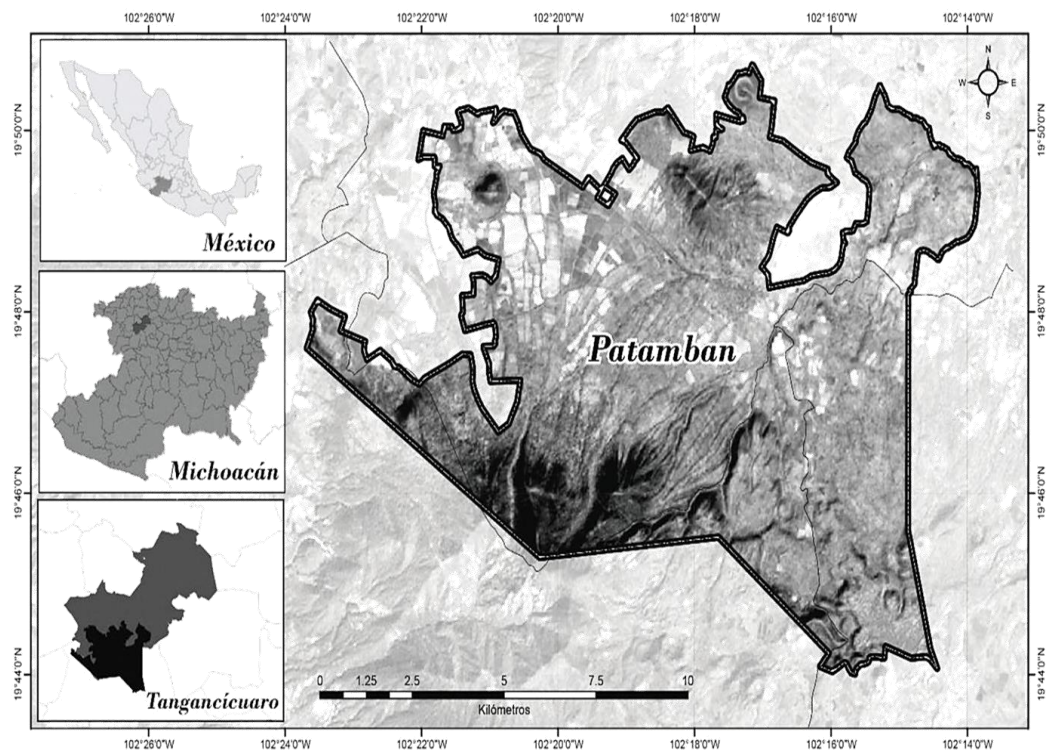 102°26'0"W 102°24'0"W 102°22'0"W 102°20'0"W 102°18'0"W 102°16'0"W 102°14'0"W
N
W E
S
19°50'0"N 19°50'0"N
México
19°48'0"N 19°48'0"N
Patamban
Michoacán
19°46'0"N 19°46'0"N
19°44'0"N 19°44'0"N
Tangancícuaro
0 1.25 2.5 5 7.5 10
Kilómetros
102°26'0"W 102°24'0"W 102°22'0"W 102°20'0"W 102°18'0"W 102°16'0"W 102°14'0"W